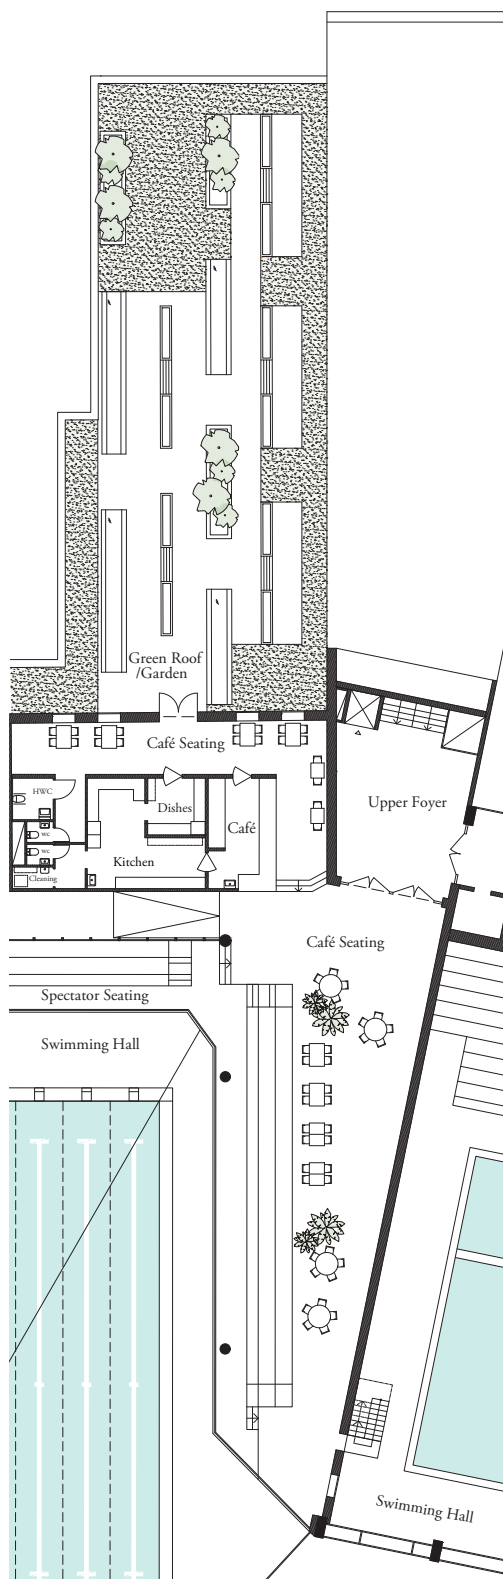 Green Roof
/Garden
Café Seating
HWC
Dishes
Upper Foyer
WC
Café
WC
Kitchen
Cleaning
Café Seating
Spectator Seating
Swimming Hall
Swimming Hall